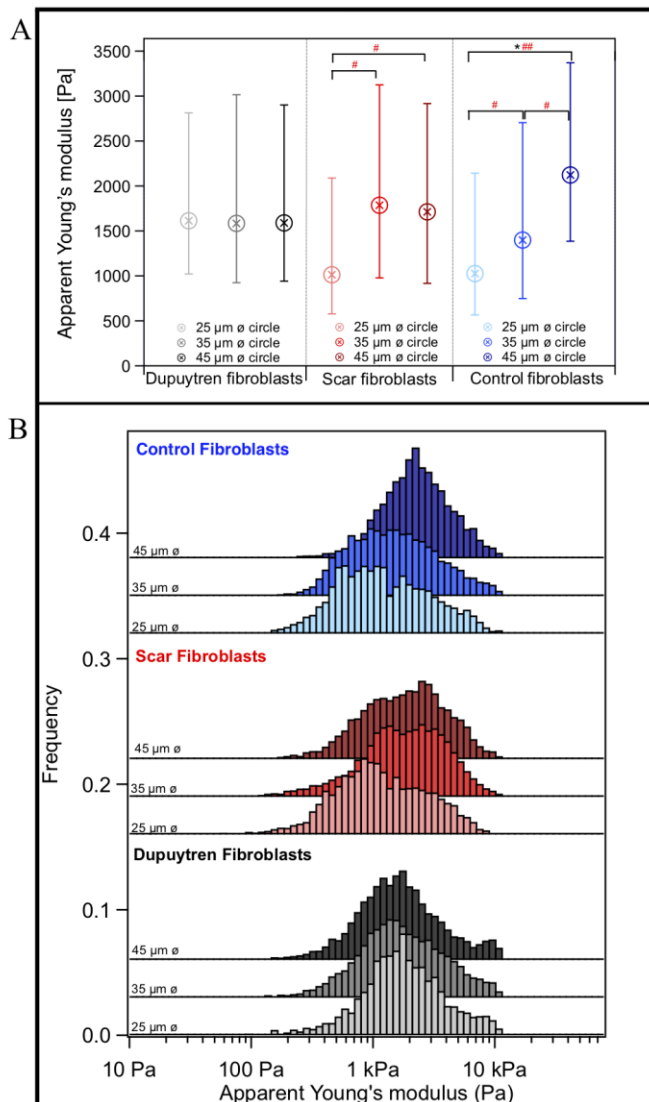 A
Apparent Young's modulus [Pa]
3500
3000
2500
2000
1500
1000
500
0
#
#
*##
#
#
25 µm ø circle
35 µm ø circle
45 µm ø circle
25 µm ø circle
35 µm ø circle
45 µm ø circle
25 µm ø circle
35 µm ø circle
45 µm ø circle
Dupuytren fibroblasts
Scar fibroblasts
Control fibroblasts
B
Frequency
0.4
0.3
0.2
0.1
0.0
Control Fibroblasts
45 µm ø
35 µm ø
25 µm ø
Scar Fibroblasts
45 µm ø
35 µm ø
25 µm ø
Dupuytren Fibroblasts
45 µm ø
35 µm ø
25 µm ø
10 Pa
100 Pa
1 kPa
10 kPa
Apparent Young's modulus (Pa)